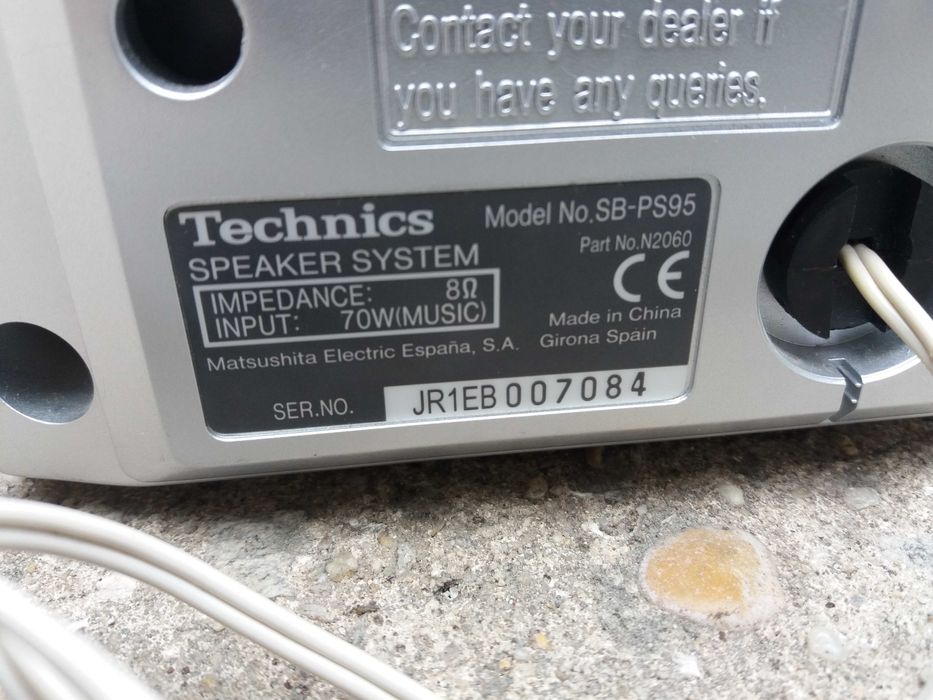 Contact your dealer if
you have any queries.
Technics
Model No.SB-PS95
SPEAKER SYSTEM
Part No.N2060
CE
IMPEDANCE: 8Ω
INPUT: 70W(MUSIC)
Made in China
Matsushita Electric España, S.A. Girona Spain
SER.NO. JR1EB007084